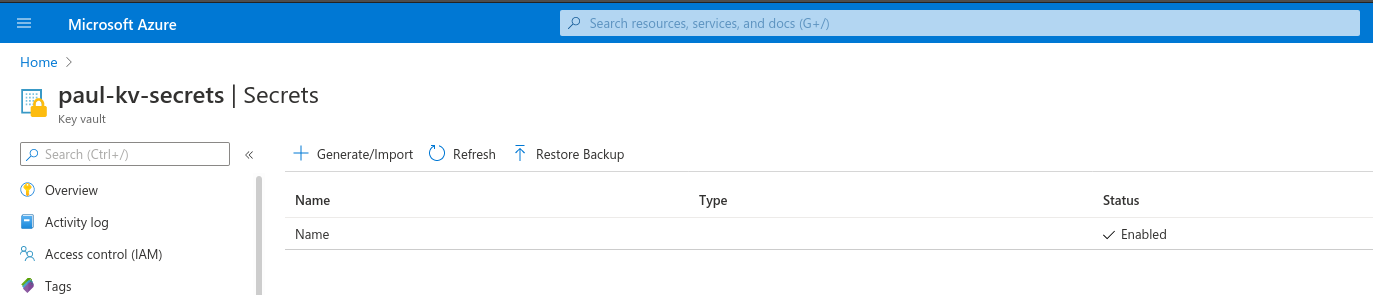 Microsoft Azure
Search resources, services, and docs (G+/)
Home
paul-kv-secrets | Secrets
Key vault
Search (Ctrl+/)
Overview
Activity log
Access control (IAM)
Tags
Generate/Import Refresh Restore Backup
Name Type Status
Name Enabled